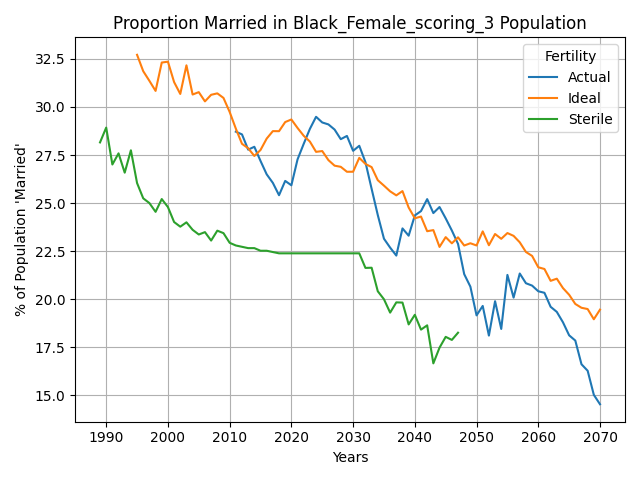 Proportion Married in Black_Female_scoring_3 Population
% of Population 'Married'
32.5
30.0
27.5
25.0
22.5
20.0
17.5
15.0
Fertility
Actual
Ideal
Sterile
1990 2000 2010 2020 2030 2040 2050 2060 2070
Years